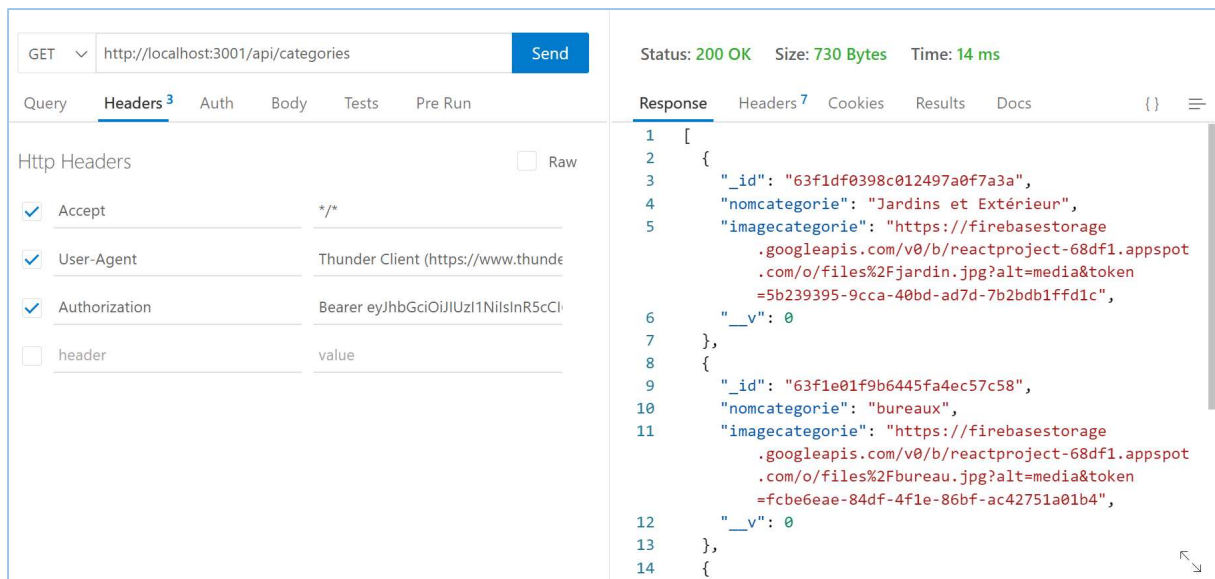 GET http://localhost:3001/api/categories Send
Query Headers 3 Auth Body Tests Pre Run
Http Headers Raw
Accept */*
User-Agent Thunder Client (https://www.thunde
Authorization Bearer eyJhbGciOiJIUzI1NiIsInR5cCI
header value
Status: 200 OK Size: 730 Bytes Time: 14 ms
Response Headers 7 Cookies Results Docs { }
1 [
2 {
3 "_id": "63f1df0398c012497a0f7a3a",
4 "nomcategorie": "Jardins et Extérieur",
5 "imagecategorie": "https://firebasestorage
.googleapis.com/v0/b/reactproject-68df1.appspot
.com/o/files%2Fjardin.jpg?alt=media&token
=5b239395-9cca-40bd-ad7d-7b2bdb1ffd1c",
6 "__v": 0
7 },
8 {
9 "_id": "63f1e01f9b6445fa4ec57c58",
10 "nomcategorie": "bureaux",
11 "imagecategorie": "https://firebasestorage
.googleapis.com/v0/b/reactproject-68df1.appspot
.com/o/files%2Fbureau.jpg?alt=media&token
=fcbe6eae-84df-4f1e-86bf-ac42751a01b4",
12 "__v": 0
13 },
14 {